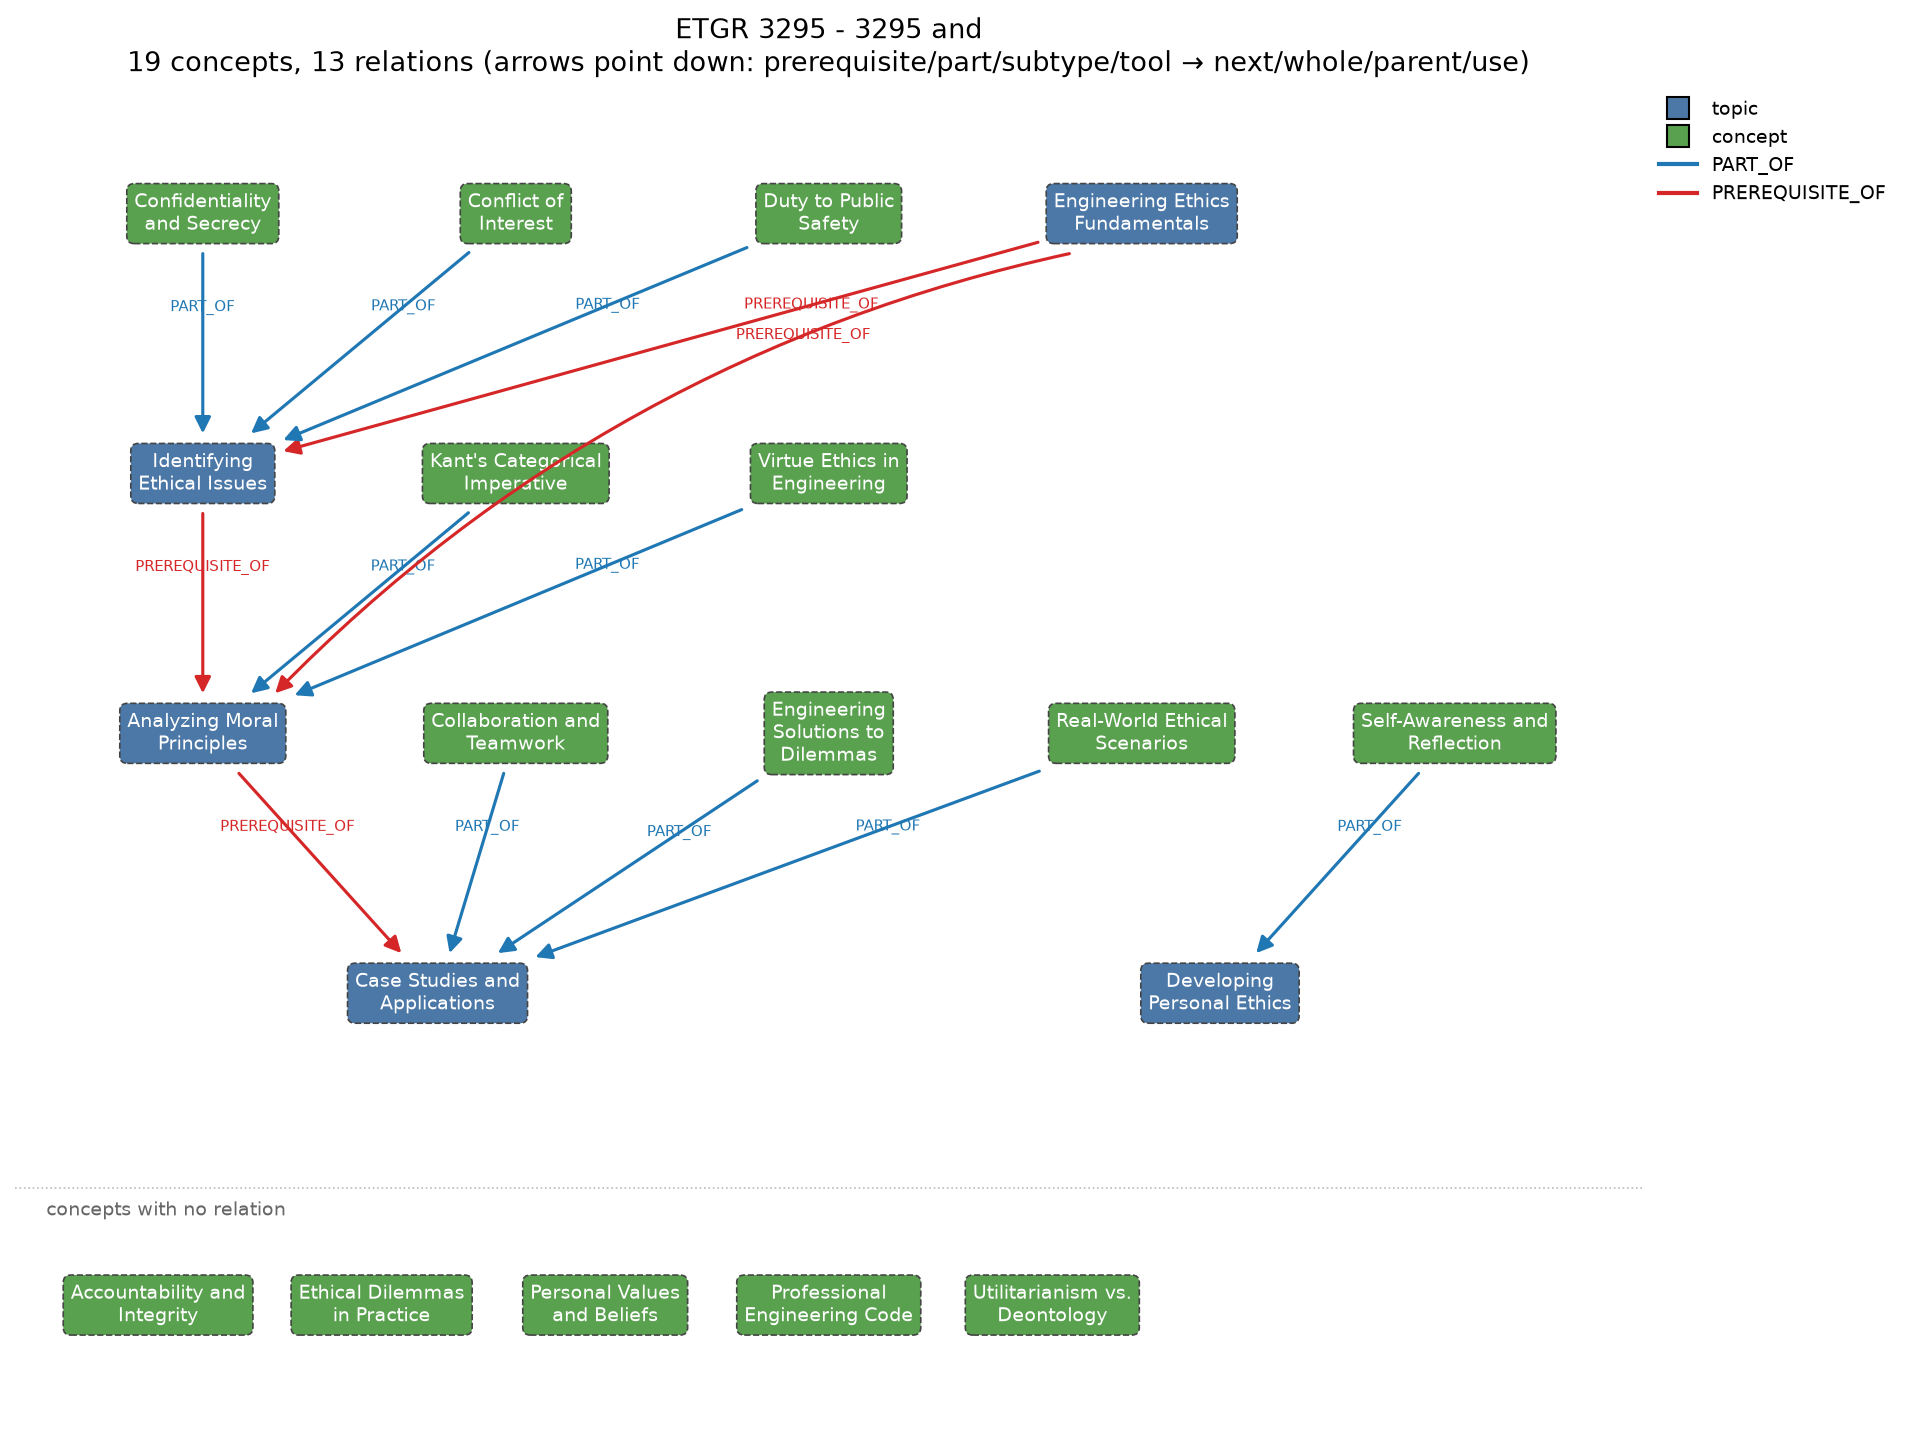 ETGR 3295 - 3295 and
19 concepts, 13 relations (arrows point down: prerequisite/part/subtype/tool → next/whole/parent/use)
topic
concept
PART_OF
PREREQUISITE_OF
Confidentiality
and Secrecy
Conflict of
Interest
Duty to Public
Safety
Engineering Ethics
Fundamentals
PART_OF
PART_OF
PART_OF
PREREQUISITE_OF
PREREQUISITE_OF
Identifying
Ethical Issues
Kant's Categorical
Imperative
Virtue Ethics in
Engineering
PREREQUISITE_OF
PART_OF
PART_OF
Analyzing Moral
Principles
Collaboration and
Teamwork
Engineering
Solutions to
Dilemmas
Real-World Ethical
Scenarios
Self-Awareness and
Reflection
PREREQUISITE_OF
PART_OF
PART_OF
PART_OF
PART_OF
Case Studies and
Applications
Developing
Personal Ethics
concepts with no relation
Accountability and
Integrity
Ethical Dilemmas
in Practice
Personal Values
and Beliefs
Professional
Engineering Code
Utilitarianism vs.
Deontology